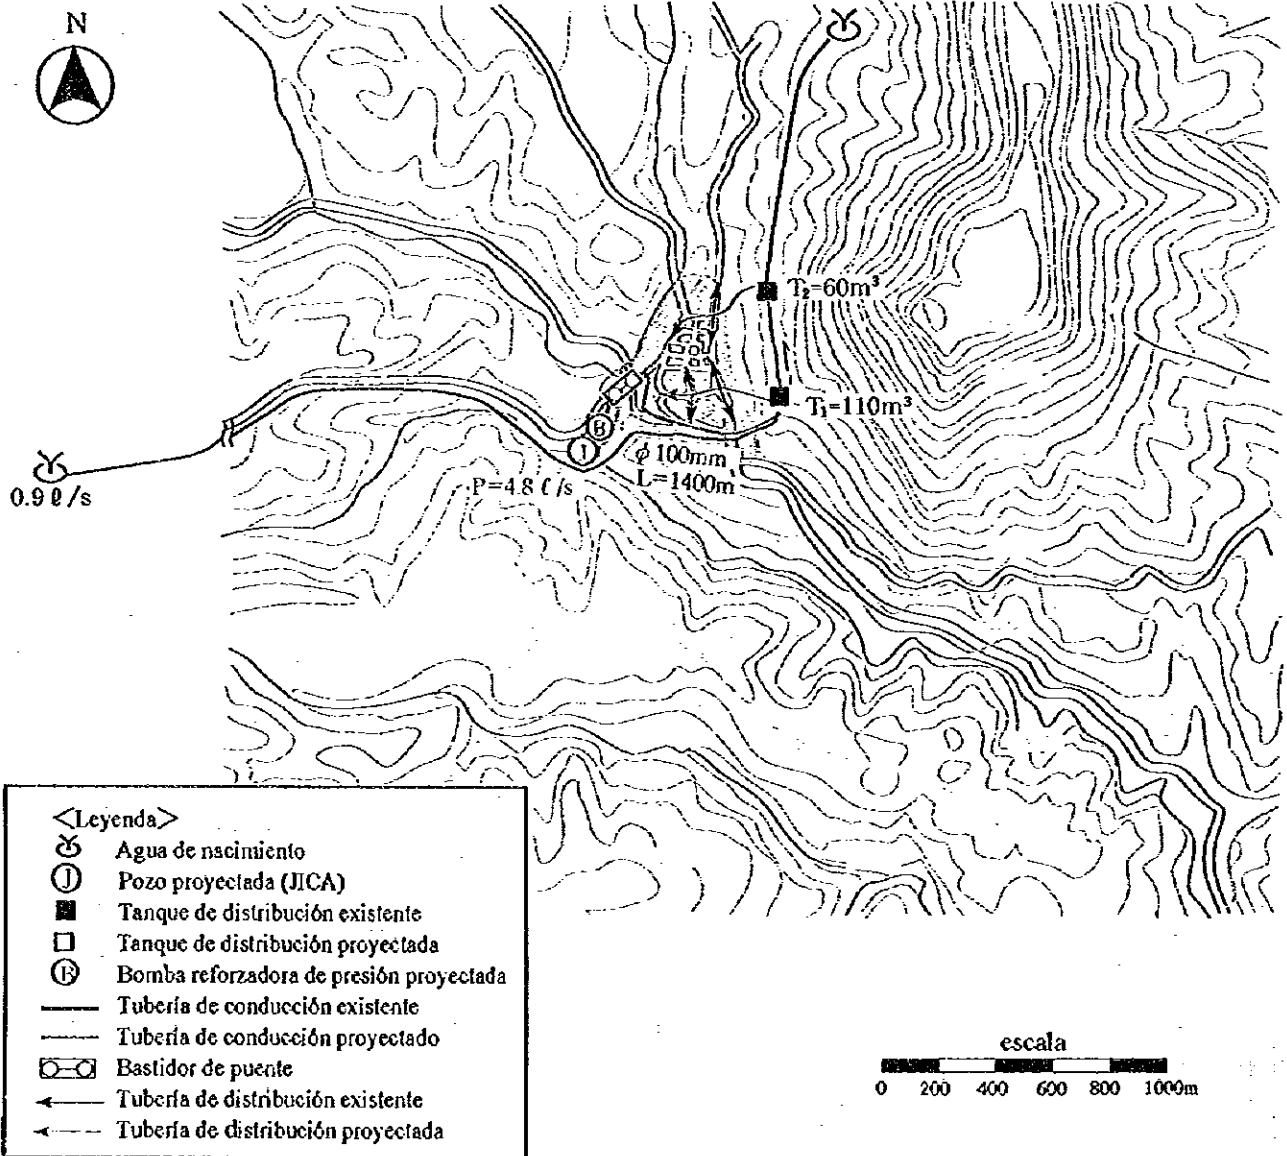 N
T₂=60m³
T₁=110m³
B
J
φ 100mm
L=1400m
P=4.8 ℓ/s
0.9 ℓ/s
<Leyenda>
Agua de nacimiento
J Pozo proyectada (JICA)
Tanque de distribución existente
Tanque de distribución proyectada
B Bomba reforzadora de presión proyectada
Tubería de conducción existente
Tubería de conducción proyectado
Bastidor de puente
Tubería de distribución existente
Tubería de distribución proyectada
escala
0 200 400 600 800 1000m